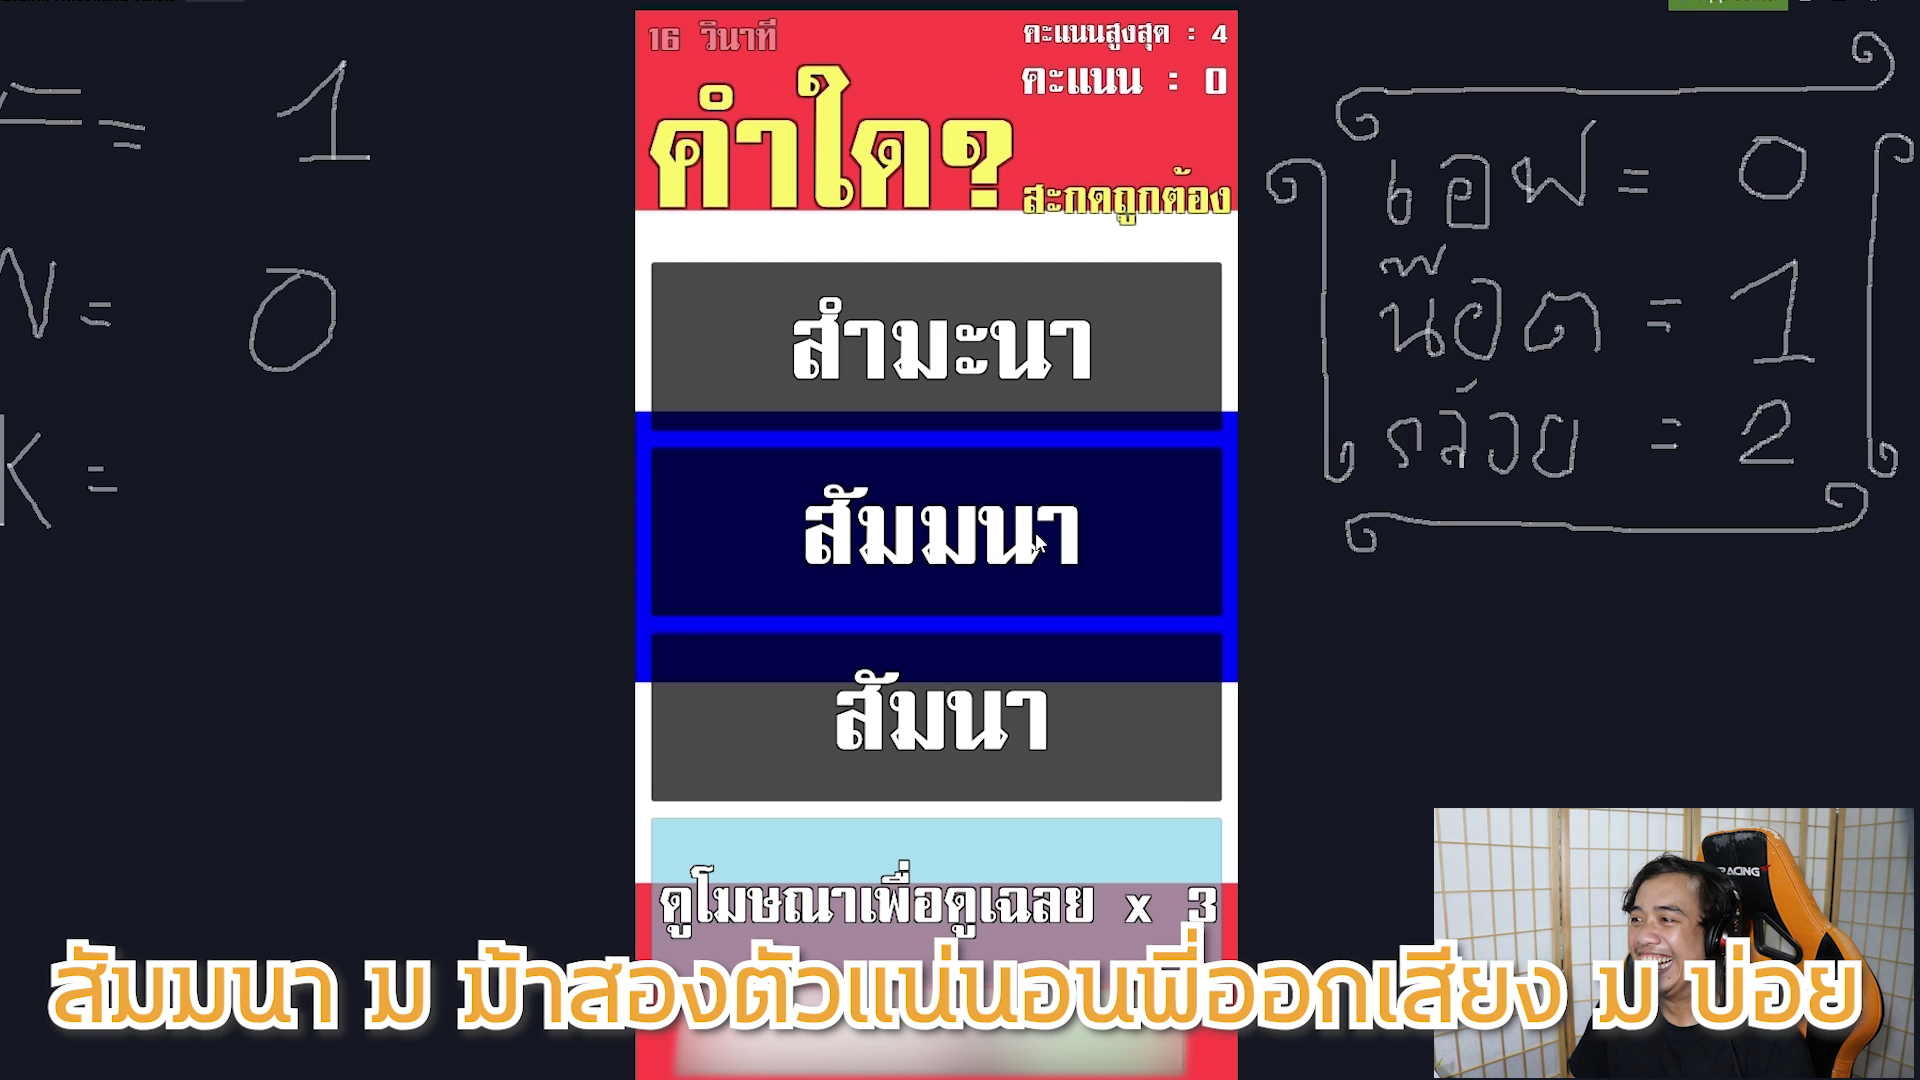 16 วินาที
คะแนนสูงสุด : 4
คะแนน : 0
คำใด?
สะกดถูกต้อง
สำมะนา
สัมมนา
สัมนา
ดูโฆษณาเพื่อดูเฉลย x 3
= 1
N = 0
K =
เอฟ = 0
น๊อต = 1
กล้วย = 2
RACING
สัมมนา ม ม้าสองตัวแน่นอนพี่ออกเสียง ม บ่อย